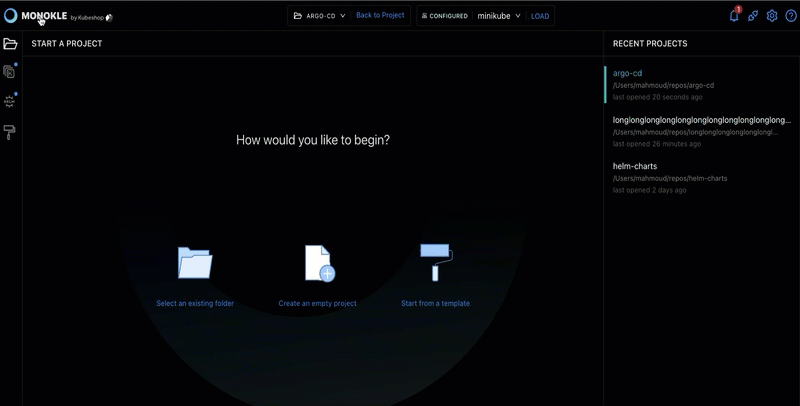 MONOKLE by Kubeshop
ARGO-CD
Back to Project
CONFIGURED
minikube
LOAD
1
START A PROJECT
RECENT PROJECTS
HELM
argo-cd
/Users/mahmoud/repos/argo-cd
last opened 20 seconds ago
longlonglonglonglonglonglonglonglonglonglonglong...
/Users/mahmoud/repos/longlonglonglonglonglongl...
last opened 26 minutes ago
helm-charts
/Users/mahmoud/repos/helm-charts
last opened 2 days ago
How would you like to begin?
Select an existing folder
Create an empty project
Start from a template